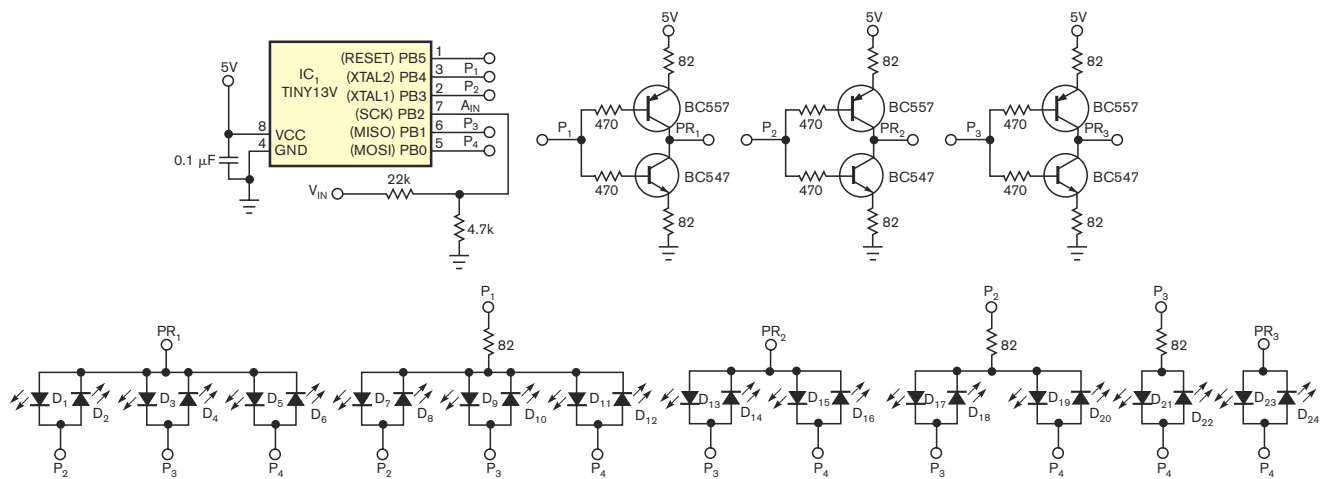 5V
IC₁
TINY13V
(RESET) PB5
(XTAL2) PB4
(XTAL1) PB3
(SCK) PB2
(MISO) PB1
(MOSI) PB0
VCC
GND
8
4
1
3 P₁
2 P₂
7 A_IN
6 P₃
5 P₄
0.1 µF
V_IN
22k
4.7k
5V
82
BC557
470
P₁
PR₁
470
BC547
82
5V
82
BC557
470
P₂
PR₂
470
BC547
82
5V
82
BC557
470
P₃
PR₃
470
BC547
82
PR₁
D₁
D₂
D₃
D₄
D₅
D₆
P₂
P₃
P₄
P₁
82
D₇
D₈
D₉
D₁₀
D₁₁
D₁₂
P₂
P₃
P₄
PR₂
D₁₃
D₁₄
D₁₅
D₁₆
P₃
P₄
P₂
82
D₁₇
D₁₈
D₁₉
D₂₀
P₃
P₄
P₃
82
D₂₁
D₂₂
P₄
PR₃
D₂₃
D₂₄
P₄